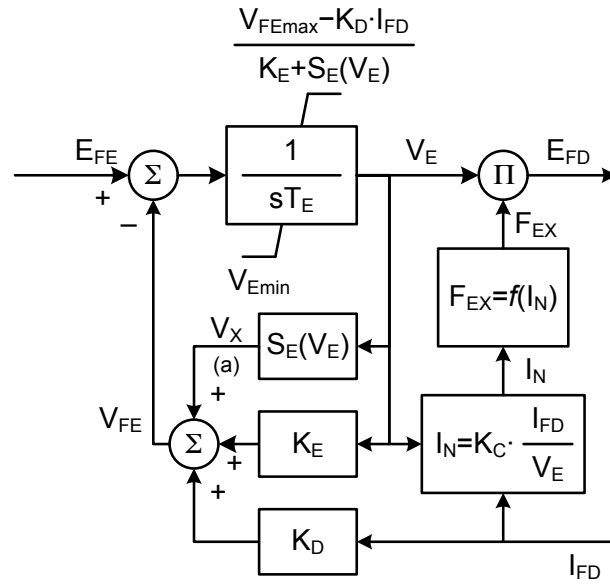 V_FEmax−K_D·I_FD
K_E+S_E(V_E)
E_FE
+
−
Σ
1
sT_E
V_E
Π
E_FD
V_Emin
F_EX
F_EX=f(I_N)
I_N
V_X
(a)
+
S_E(V_E)
V_FE
Σ
+
K_E
I_N=K_C· I_FD
V_E
+
K_D
I_FD